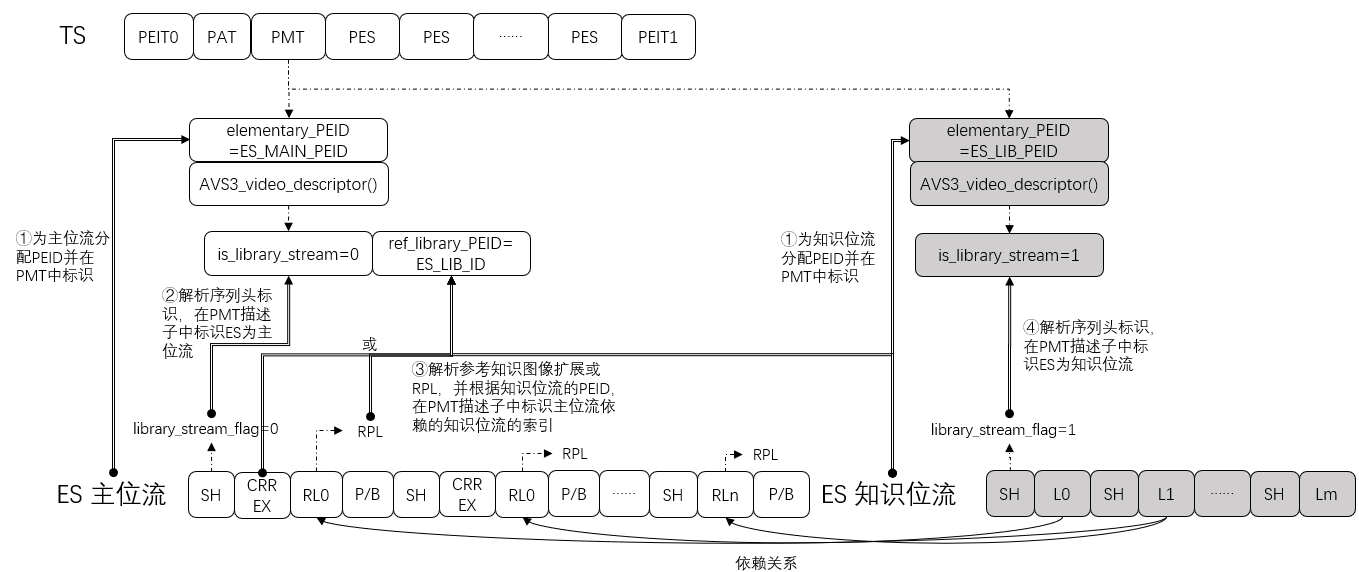 TS
PEIT0 PAT PMT PES PES ······ PES PEIT1
elementary_PEID
=ES_MAIN_PEID
AVS3_video_descriptor()
is_library_stream=0
ref_library_PEID=
ES_LIB_ID
elementary_PEID
=ES_LIB_PEID
AVS3_video_descriptor()
is_library_stream=1
①为主位流分
配PEID并在
PMT中标识
②解析序列头标
识，在PMT描述
子中标识ES为主
位流
或
③解析参考知识图像扩展或
RPL，并根据知识位流的PEID，
在PMT描述子中标识主位流依
赖的知识位流的索引
①为知识位流
分配PEID并在
PMT中标识
④解析序列头标识，
在PMT描述子中标
识ES为知识位流
library_stream_flag=0
RPL
RPL
RPL
library_stream_flag=1
ES 主位流
SH CRR EX RL0 P/B SH CRR EX RL0 P/B ······ SH RLn P/B
ES 知识位流
SH L0 SH L1 ······ SH Lm
依赖关系